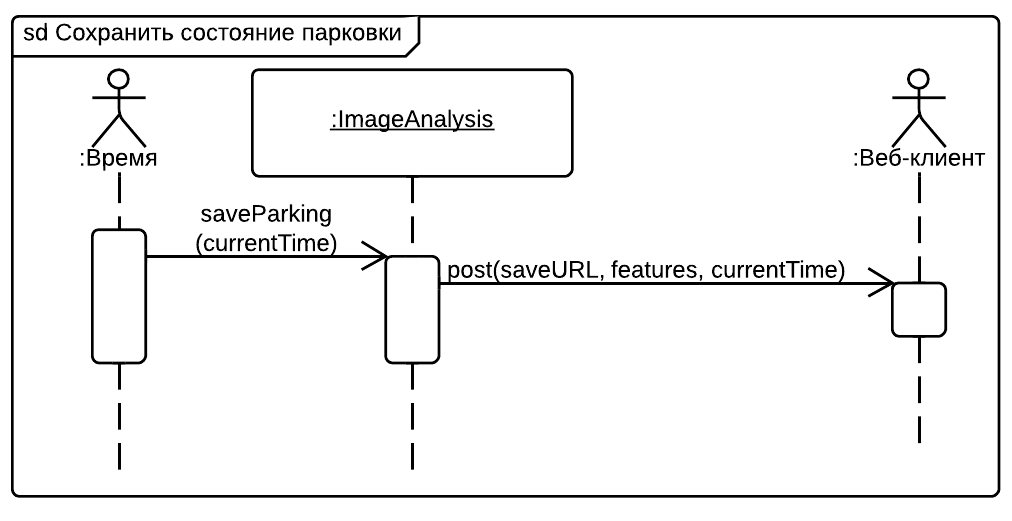 sd Сохранить состояние парковки
:ImageAnalysis
:Время
:Веб-клиент
saveParking
(currentTime)
post(saveURL, features, currentTime)